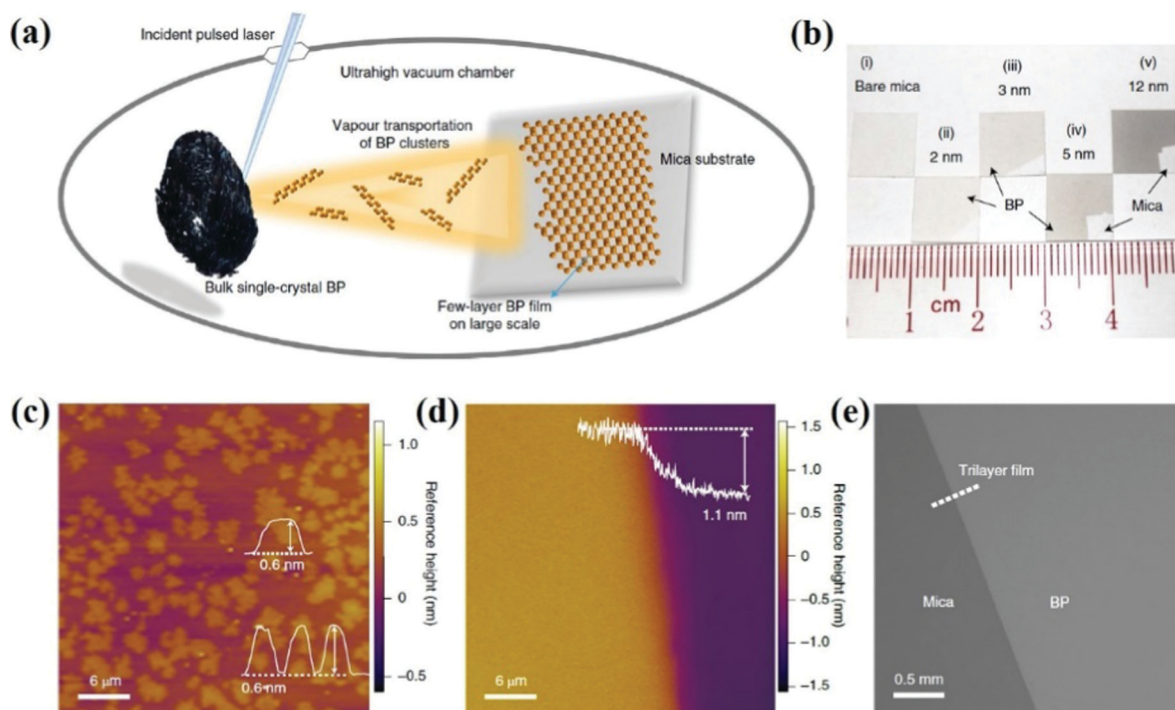 (a)
Incident pulsed laser
Ultrahigh vacuum chamber
Vapour transportation
of BP clusters
Mica substrate
Bulk single-crystal BP
Few-layer BP film
on large scale
(b)
(i)
Bare mica
(ii)
2 nm
(iii)
3 nm
(iv)
5 nm
(v)
12 nm
BP
Mica
1 cm 2 3 4
(c)
0.6 nm
0.6 nm
6 μm
1.0
0.5
0
−0.5
Reference height (nm)
(d)
1.1 nm
6 μm
1.5
1.0
0.5
0
−0.5
−1.0
−1.5
Reference height (nm)
(e)
Trilayer film
Mica
BP
0.5 mm